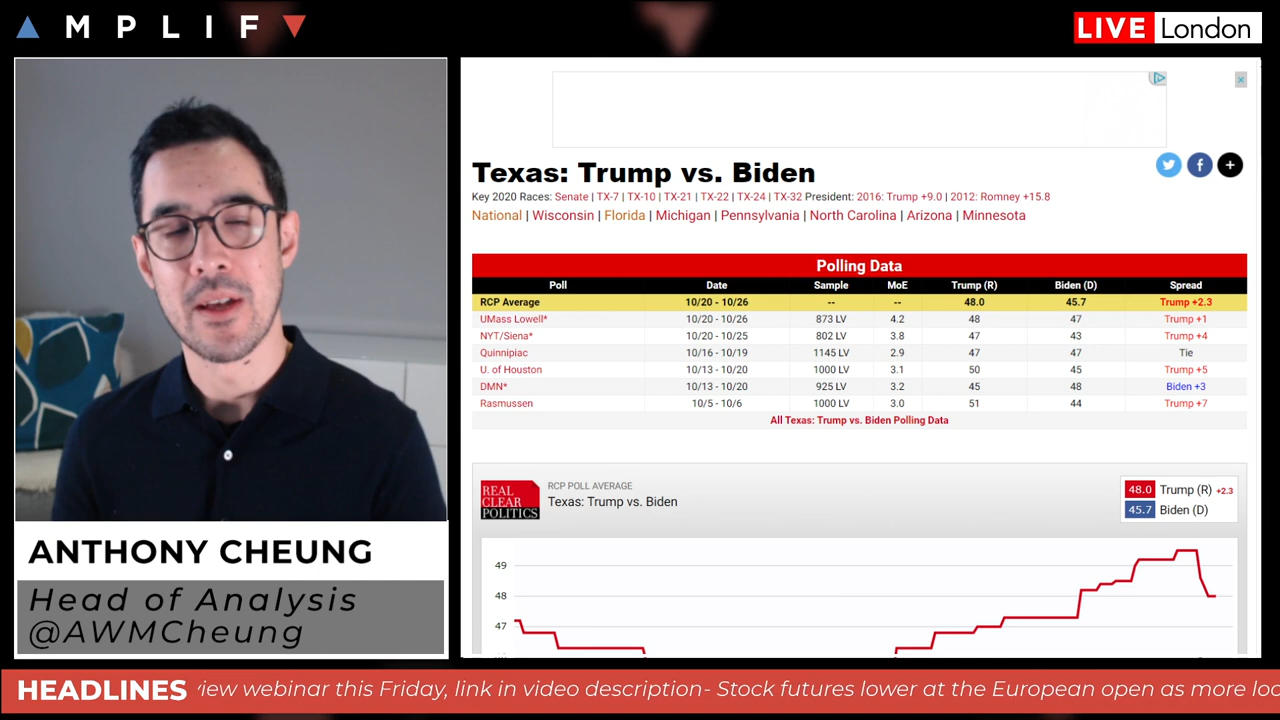 ▲ M P L I F ▼
LIVE London
Texas: Trump vs. Biden
Key 2020 Races: Senate | TX-7 | TX-10 | TX-21 | TX-22 | TX-24 | TX-32 President: 2016: Trump +9.0 | 2012: Romney +15.8
National | Wisconsin | Florida | Michigan | Pennsylvania | North Carolina | Arizona | Minnesota
Polling Data
Poll Date Sample MoE Trump (R) Biden (D) Spread
RCP Average 10/20 - 10/26 -- -- 48.0 45.7 Trump +2.3
UMass Lowell* 10/20 - 10/26 873 LV 4.2 48 47 Trump +1
NYT/Siena* 10/20 - 10/25 802 LV 3.8 47 43 Trump +4
Quinnipiac 10/16 - 10/19 1145 LV 2.9 47 47 Tie
U. of Houston 10/13 - 10/20 1000 LV 3.1 50 45 Trump +5
DMN* 10/13 - 10/20 925 LV 3.2 45 48 Biden +3
Rasmussen 10/5 - 10/6 1000 LV 3.0 51 44 Trump +7
All Texas: Trump vs. Biden Polling Data
REAL CLEAR POLITICS
RCP POLL AVERAGE
Texas: Trump vs. Biden
48.0 Trump (R) +2.3
45.7 Biden (D)
49
48
47
ANTHONY CHEUNG
Head of Analysis
@AWMCheung
HEADLINES view webinar this Friday, link in video description- Stock futures lower at the European open as more loc